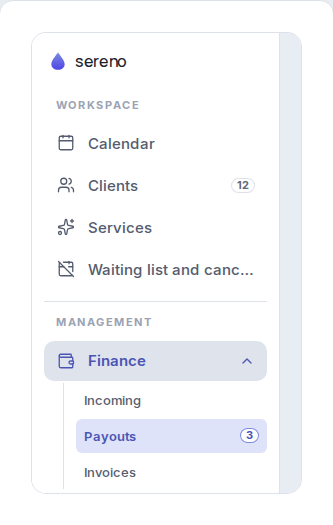 sereno
WORKSPACE
Calendar
Clients 12
Services
Waiting list and canc...
MANAGEMENT
Finance
Incoming
Payouts 3
Invoices